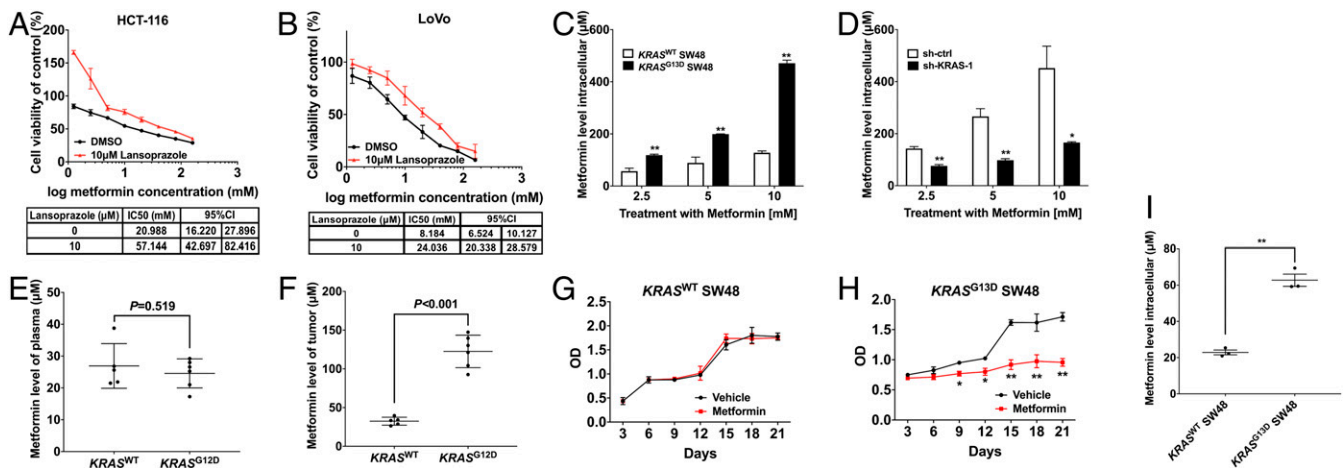 A
HCT-116
Cell viability of control (%)
200
150
100
50
0
DMSO
10μM Lansoprazole
0
1
2
3
log metformin concentration (mM)
Lansoprazole (μM) IC50 (mM) 95%CI
0 20.988 16.220 27.896
10 57.144 42.697 82.416
B
LoVo
Cell viability of control (%)
100
50
0
DMSO
10μM Lansoprazole
0
1
2
3
log metformin concentration (mM)
Lansoprazole (μM) IC50 (mM) 95%CI
0 8.184 6.524 10.127
10 24.036 20.338 28.579
C
Metformin level intracellular (μM)
600
400
200
0
KRASWT SW48
KRASG13D SW48
**
**
**
2.5 5 10
Treatment with Metformin [mM]
D
Metformin level intracellular (μM)
600
400
200
0
sh-ctrl
sh-KRAS-1
**
**
*
2.5 5 10
Treatment with Metformin [mM]
E
Metformin level of plasma (μM)
50
40
30
20
10
0
P=0.519
KRASWT KRASG12D
F
Metformin level of tumor (μM)
200
150
100
50
0
P<0.001
KRASWT KRASG12D
G
KRASWT SW48
OD
2.5
2.0
1.5
1.0
0.5
0.0
Vehicle
Metformin
3 6 9 12 15 18 21
Days
H
KRASG13D SW48
OD
2.0
1.5
1.0
0.5
0.0
* * ** ** **
Vehicle
Metformin
3 6 9 12 15 18 21
Days
I
Metformin level intracellular (μM)
80
60
40
20
0
**
KRASWT SW48
KRASG13D SW48